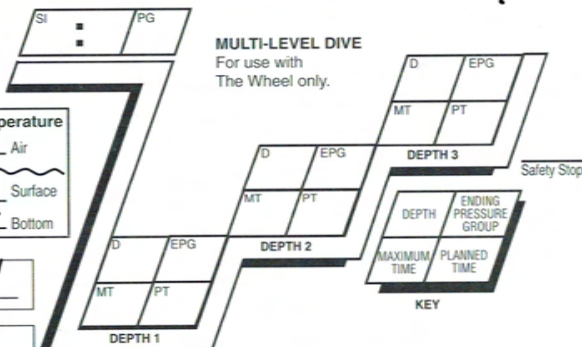 SI : PG
MULTI-LEVEL DIVE
For use with
The Wheel only.
D EPG
MT PT
DEPTH 3
Safety Stop
D EPG
MT PT
DEPTH 2
D EPG
MT PT
DEPTH 1
DEPTH
ENDING
PRESSURE
GROUP
MAXIMUM
TIME
PLANNED
TIME
KEY
perature
Air
Surface
Bottom